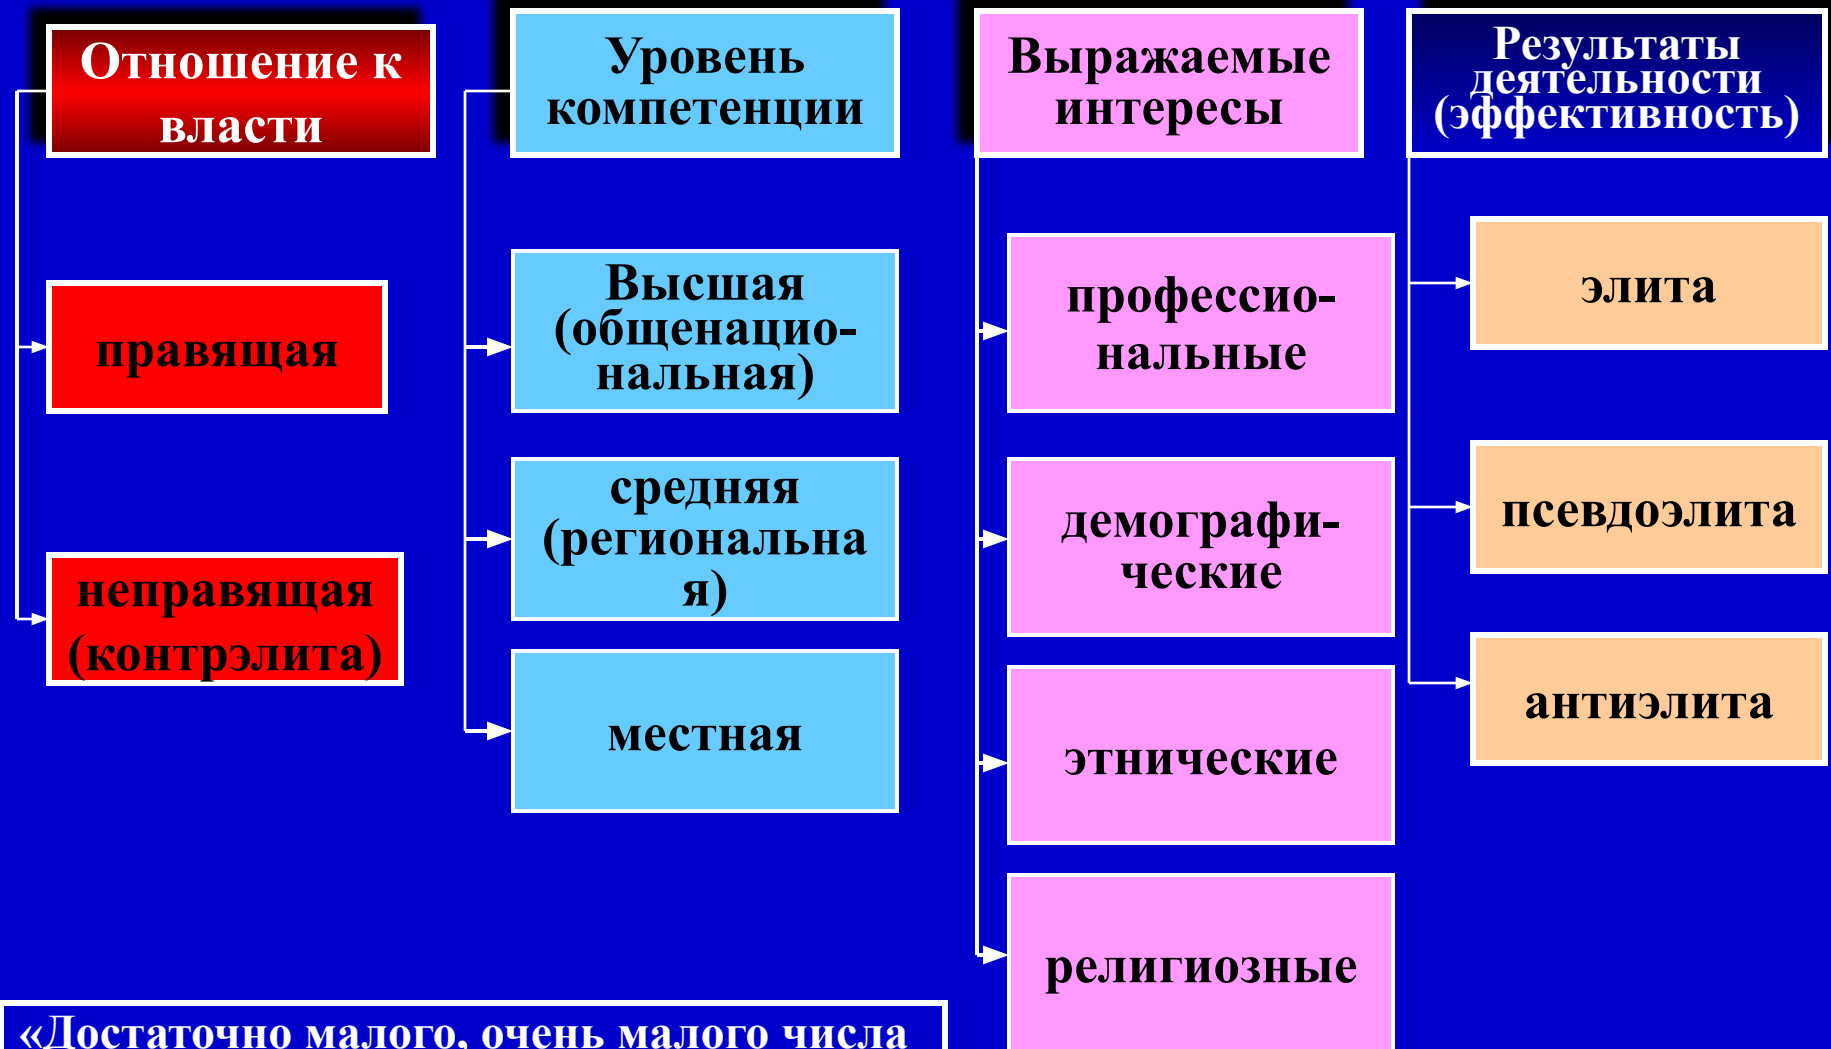 Отношение к
власти
правящая
неправящая
(контрэлита)
Уровень
компетенции
Высшая
(общенацио-
нальная)
средняя
(региональна
я)
местная
Выражаемые
интересы
профессио-
нальные
демографи-
ческие
этнические
религиозные
Результаты
деятельности
(эффективность)
элита
псевдоэлита
антиэлита
«Достаточно малого, очень малого числа